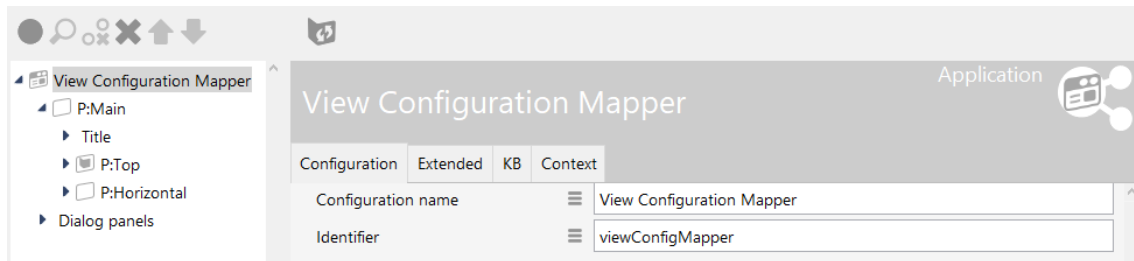 View Configuration Mapper
P:Main
Title
P:Top
P:Horizontal
Dialog panels
Application
View Configuration Mapper
Configuration Extended KB Context
Configuration name View Configuration Mapper
Identifier viewConfigMapper